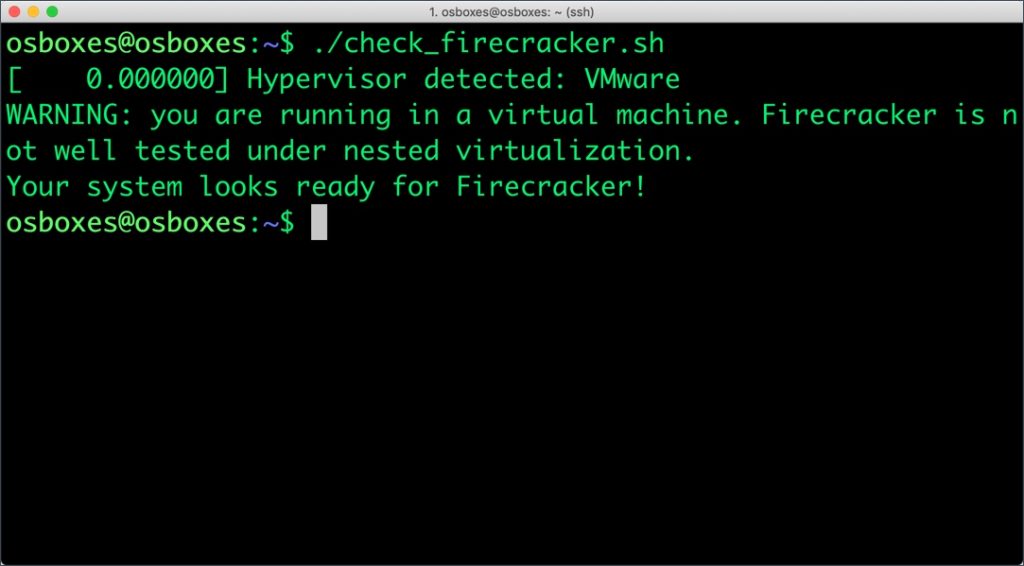 1. osboxes@osboxes: ~ (ssh)
osboxes@osboxes:~$ ./check_firecracker.sh
[    0.000000] Hypervisor detected: VMware
WARNING: you are running in a virtual machine. Firecracker is n
ot well tested under nested virtualization.
Your system looks ready for Firecracker!
osboxes@osboxes:~$